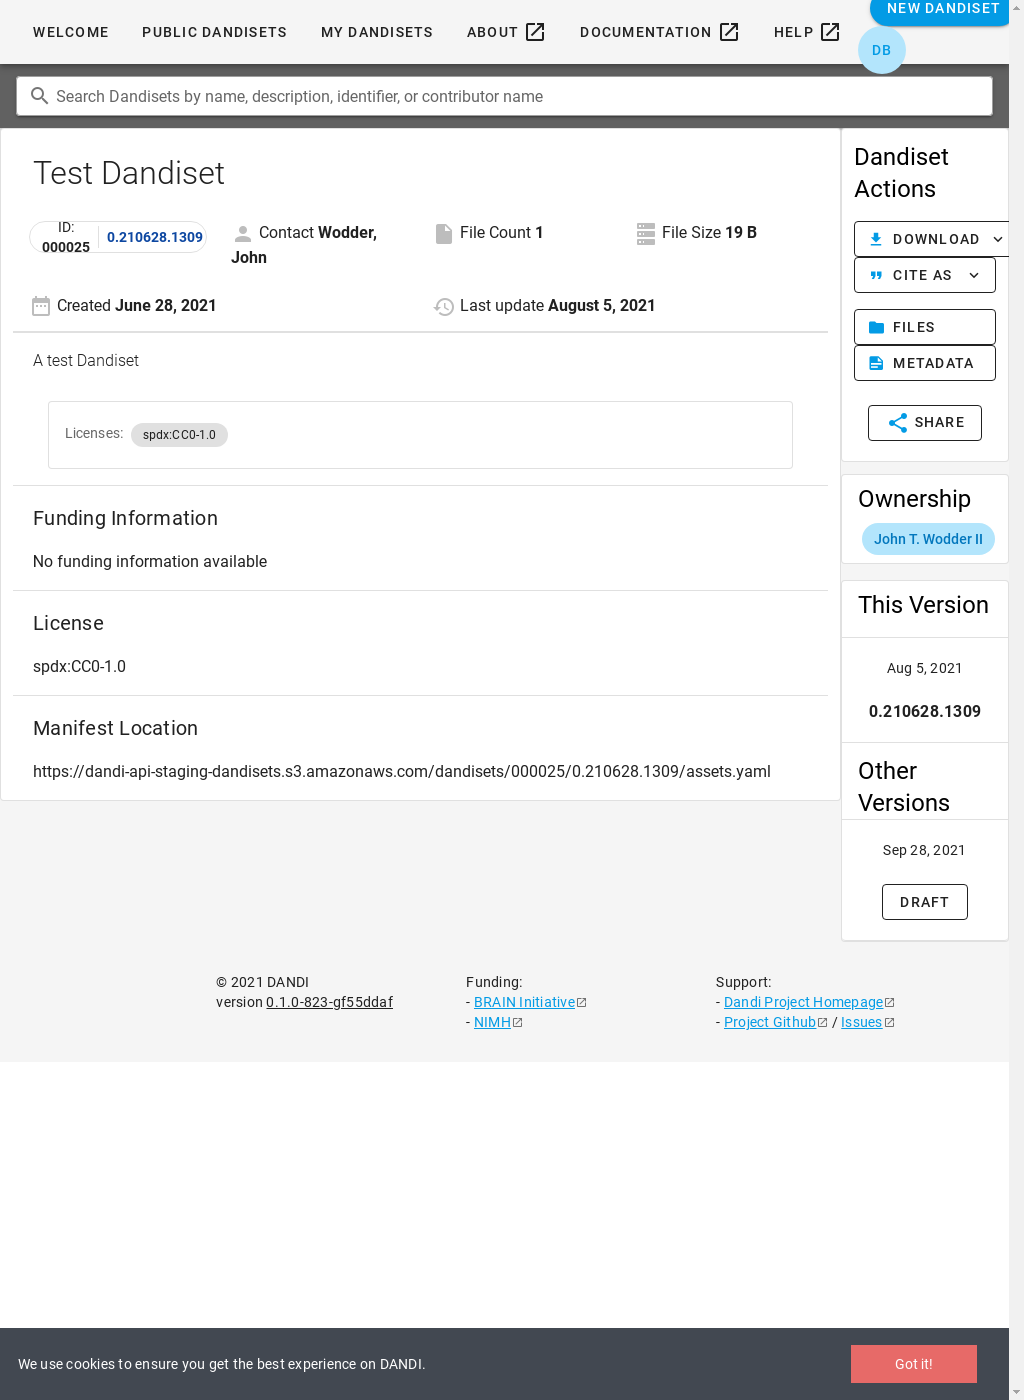 WELCOME PUBLIC DANDISETS MY DANDISETS ABOUT DOCUMENTATION HELP NEW DANDISET
DB
Search Dandisets by name, description, identifier, or contributor name
Test Dandiset
ID: 000025 0.210628.1309
Contact Wodder, John
File Count 1
File Size 19 B
Created June 28, 2021
Last update August 5, 2021
A test Dandiset
Licenses: spdx:CC0-1.0
Funding Information
No funding information available
License
spdx:CC0-1.0
Manifest Location
https://dandi-api-staging-dandisets.s3.amazonaws.com/dandisets/000025/0.210628.1309/assets.yaml
Dandiset
Actions
DOWNLOAD
CITE AS
FILES
METADATA
SHARE
Ownership
John T. Wodder II
This Version
Aug 5, 2021
0.210628.1309
Other
Versions
Sep 28, 2021
DRAFT
© 2021 DANDI
version 0.1.0-823-gf55ddaf
Funding:
- BRAIN Initiative
- NIMH
Support:
- Dandi Project Homepage
- Project Github / Issues
We use cookies to ensure you get the best experience on DANDI.
Got it!